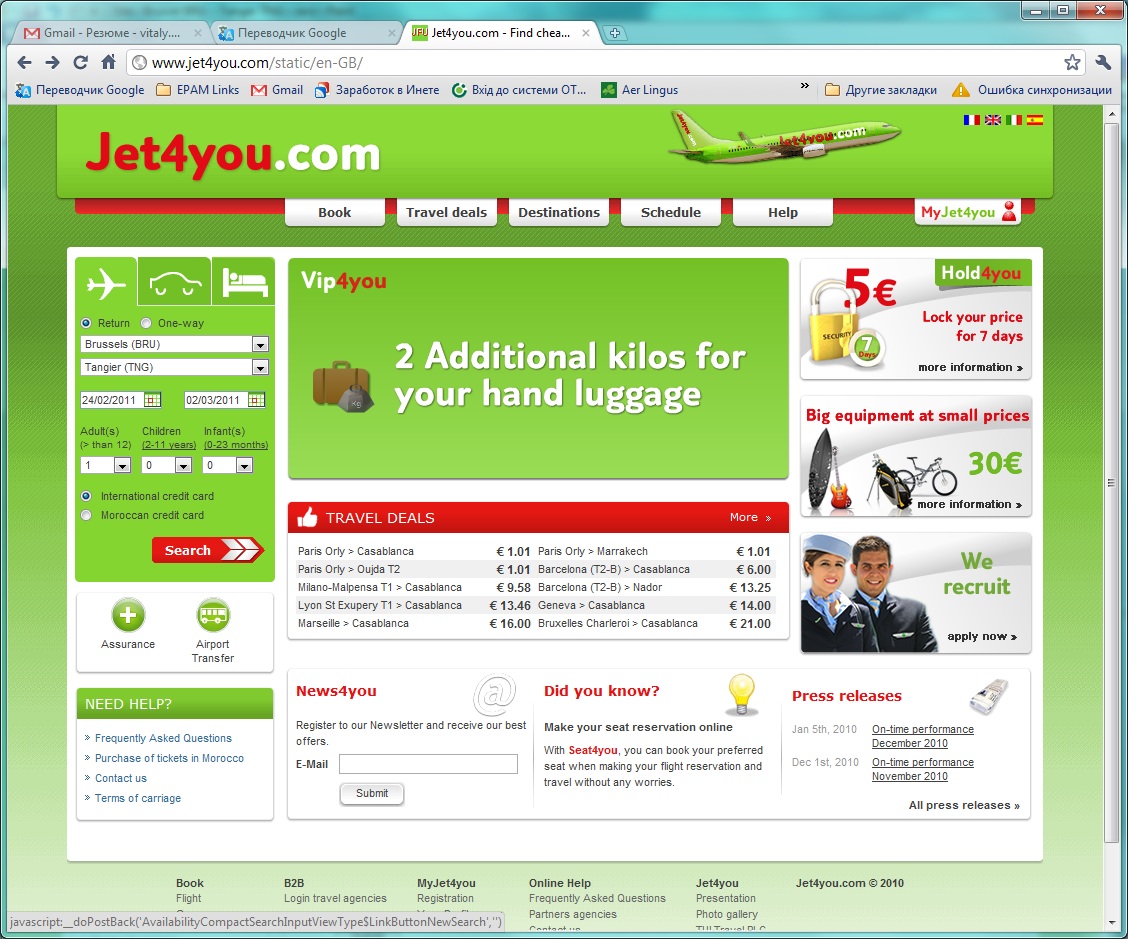 Gmail - Резюме - vitaly....
Переводчик Google
Jet4you.com - Find chea...
www.jet4you.com/static/en-GB/
Переводчик Google
EPAM Links
Gmail
Заработок в Инете
Вхід до системи OT...
Aer Lingus
»
Другие закладки
Ошибка синхронизации
Jet4you.com
Jet4you.com
Book
Travel deals
Destinations
Schedule
Help
MyJet4you
Return
One-way
Brussels (BRU)
Tangier (TNG)
24/02/2011
02/03/2011
Adult(s)
(> than 12)
Children
(2-11 years)
Infant(s)
(0-23 months)
1
0
0
International credit card
Moroccan credit card
Search
Assurance
Airport
Transfer
NEED HELP?
» Frequently Asked Questions
» Purchase of tickets in Morocco
» Contact us
» Terms of carriage
Vip4you
2 Additional kilos for
your hand luggage
Kg
TRAVEL DEALS
More »
Paris Orly > Casablanca € 1.01 Paris Orly > Marrakech € 1.01
Paris Orly > Oujda T2 € 1.01 Barcelona (T2-B) > Casablanca € 6.00
Milano-Malpensa T1 > Casablanca € 9.58 Barcelona (T2-B) > Nador € 13.25
Lyon St Exupery T1 > Casablanca € 13.46 Geneva > Casablanca € 14.00
Marseille > Casablanca € 16.00 Bruxelles Charleroi > Casablanca € 21.00
Hold4you
5€
SECURITY
7
Days
Lock your price
for 7 days
more information »
Big equipment at small prices
30€
more information »
We
recruit
apply now »
News4you
Register to our Newsletter and receive our best
offers.
E-Mail
Submit
Did you know?
Make your seat reservation online
With Seat4you, you can book your preferred
seat when making your flight reservation and
travel without any worries.
Press releases
Jan 5th, 2010 On-time performance
December 2010
Dec 1st, 2010 On-time performance
November 2010
All press releases »
Book
Flight
B2B
Login travel agencies
MyJet4you
Registration
Online Help
Frequently Asked Questions
Partners agencies
Contact us
Jet4you
Presentation
Photo gallery
TUI Travel PLC
Jet4you.com © 2010
javascript:__doPostBack('AvailabilityCompactSearchInputViewType$LinkButtonNewSearch','')